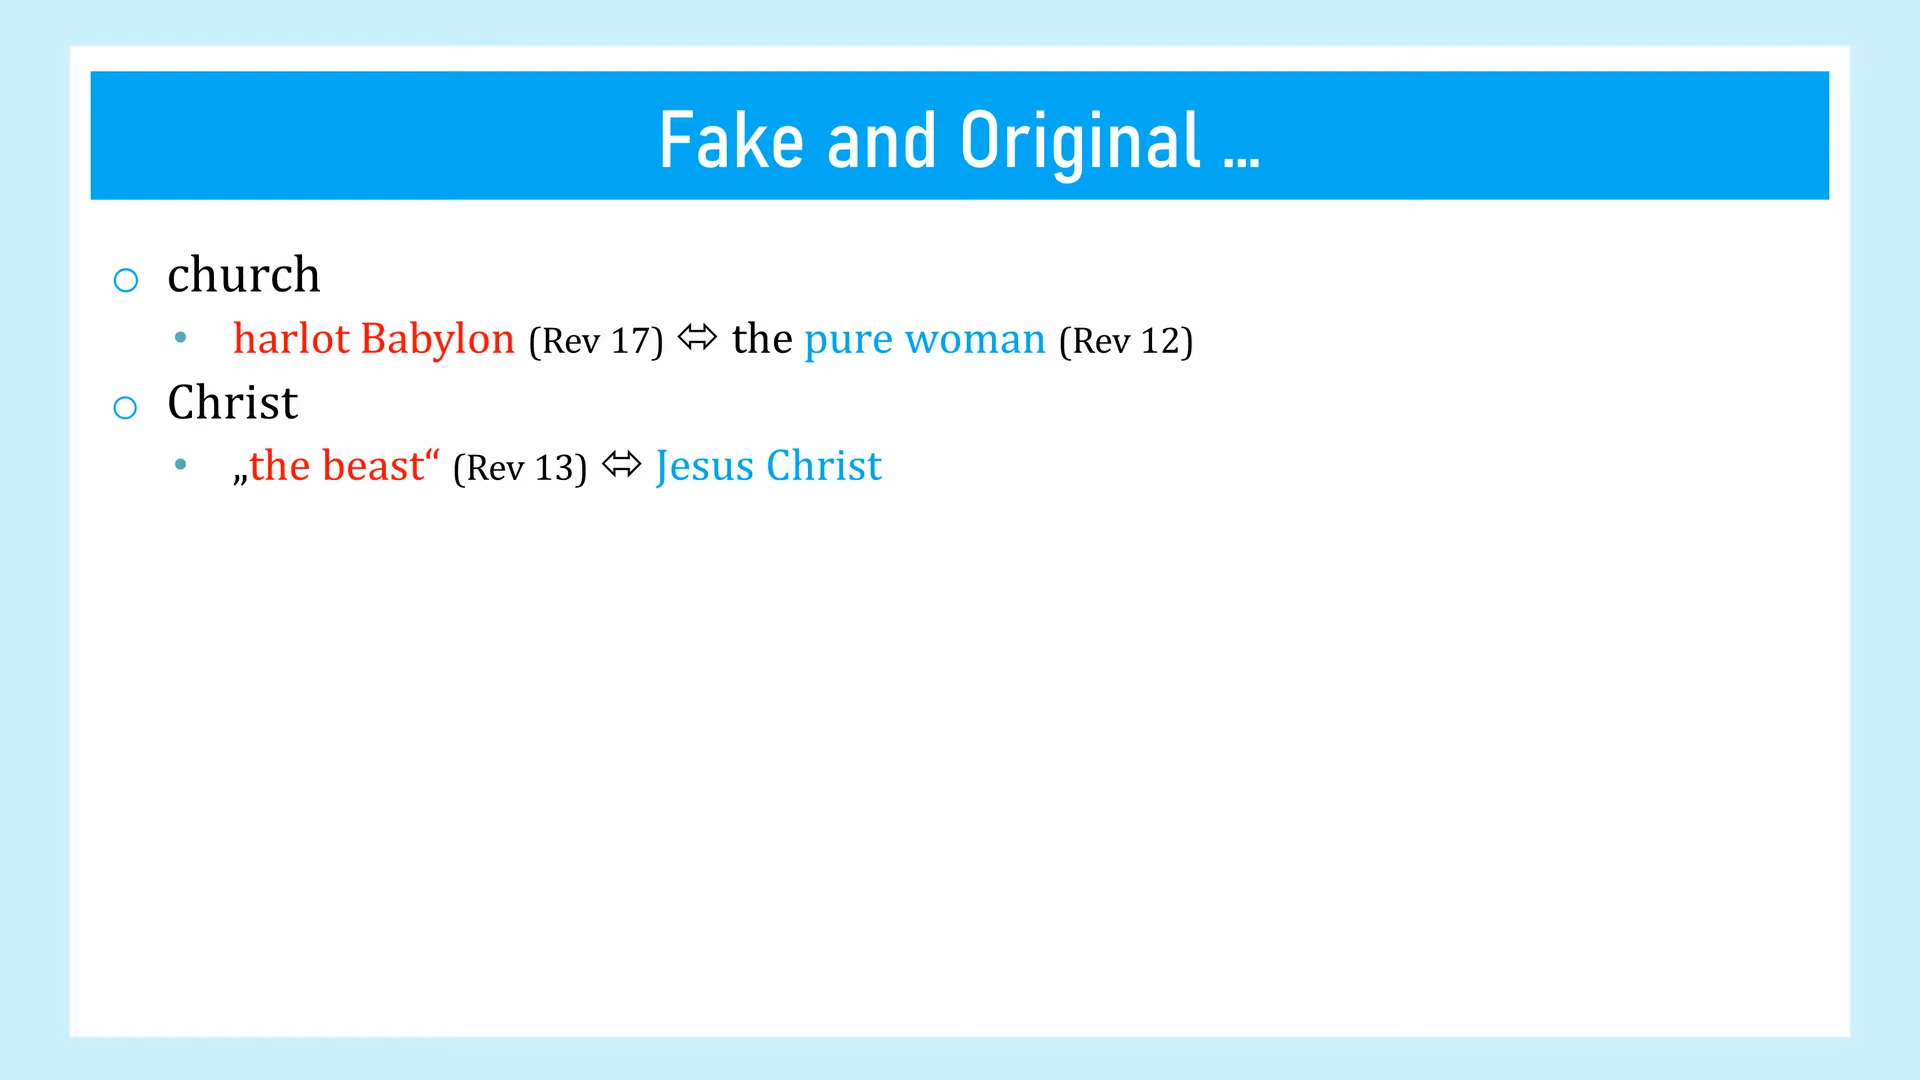 Fake and Original ...
○ church
• harlot Babylon (Rev 17) ⬄ the pure woman (Rev 12)
○ Christ
• „the beast“ (Rev 13) ⬄ Jesus Christ